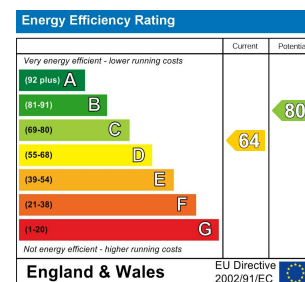 Energy Efficiency Rating
Current Potentia
Very energy efficient - lower running costs
(92 plus) A
(81-91) B
80
(69-80) C
64
(55-68) D
(39-54) E
(21-38) F
(1-20) G
Not energy efficient - higher running costs
England & Wales
EU Directive
2002/91/EC